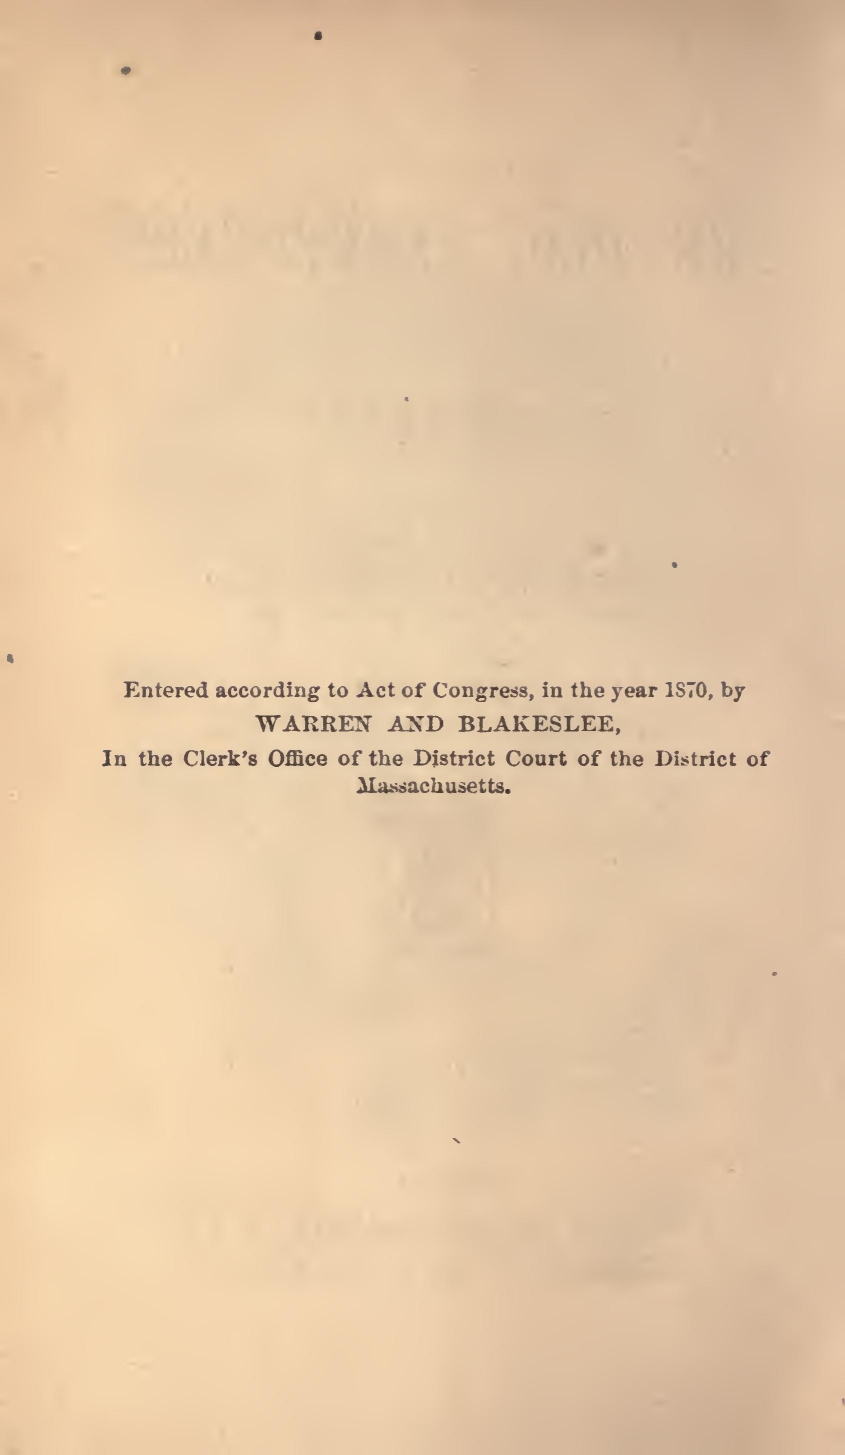 Entered according to Act of Congress, in the year 1870, by
WARREN AND BLAKESLEE,
In the Clerk's Office of the District Court of the District of
Massachusetts.